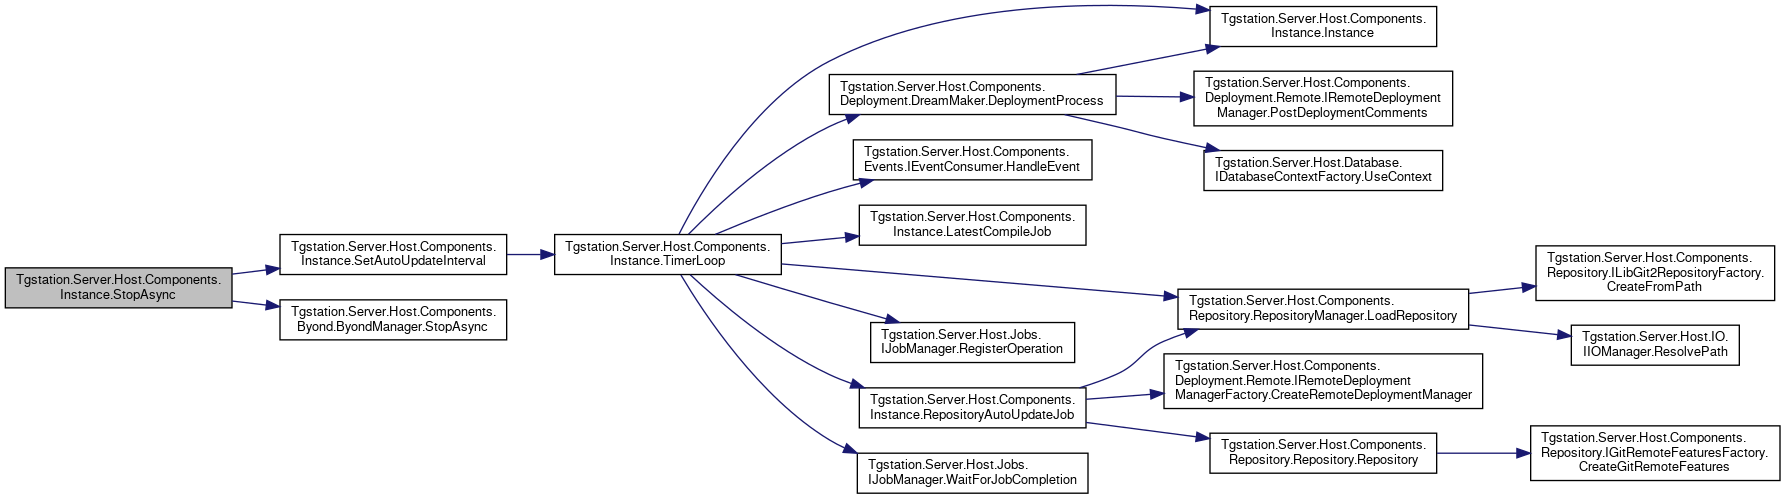 Tgstation.Server.Host.Components.
Instance.StopAsync
Tgstation.Server.Host.Components.
Instance.SetAutoUpdateInterval
Tgstation.Server.Host.Components.
Byond.ByondManager.StopAsync
Tgstation.Server.Host.Components.
Instance.TimerLoop
Tgstation.Server.Host.Components.
Instance.Instance
Tgstation.Server.Host.Components.
Deployment.DreamMaker.DeploymentProcess
Tgstation.Server.Host.Components.
Deployment.Remote.IRemoteDeployment
Manager.PostDeploymentComments
Tgstation.Server.Host.Database.
IDatabaseContextFactory.UseContext
Tgstation.Server.Host.Components.
Events.IEventConsumer.HandleEvent
Tgstation.Server.Host.Components.
Instance.LatestCompileJob
Tgstation.Server.Host.Components.
Repository.RepositoryManager.LoadRepository
Tgstation.Server.Host.Components.
Repository.ILibGit2RepositoryFactory.
CreateFromPath
Tgstation.Server.Host.IO.
IIOManager.ResolvePath
Tgstation.Server.Host.Jobs.
IJobManager.RegisterOperation
Tgstation.Server.Host.Components.
Instance.RepositoryAutoUpdateJob
Tgstation.Server.Host.Components.
Deployment.Remote.IRemoteDeployment
ManagerFactory.CreateRemoteDeploymentManager
Tgstation.Server.Host.Components.
Repository.Repository.Repository
Tgstation.Server.Host.Components.
Repository.IGitRemoteFeaturesFactory.
CreateGitRemoteFeatures
Tgstation.Server.Host.Jobs.
IJobManager.WaitForJobCompletion